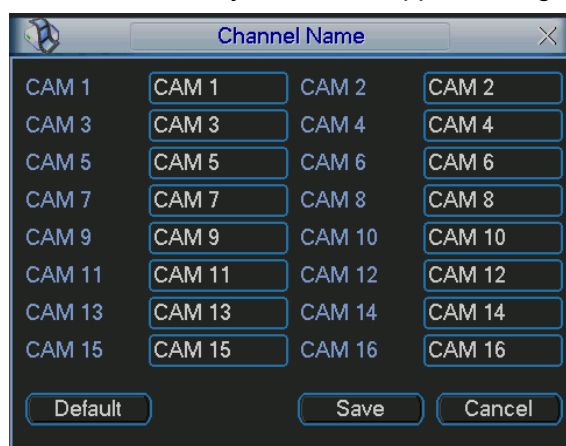 Channel Name
CAM 1 CAM 1 CAM 2 CAM 2
CAM 3 CAM 3 CAM 4 CAM 4
CAM 5 CAM 5 CAM 6 CAM 6
CAM 7 CAM 7 CAM 8 CAM 8
CAM 9 CAM 9 CAM 10 CAM 10
CAM 11 CAM 11 CAM 12 CAM 12
CAM 13 CAM 13 CAM 14 CAM 14
CAM 15 CAM 15 CAM 16 CAM 16
Default Save Cancel